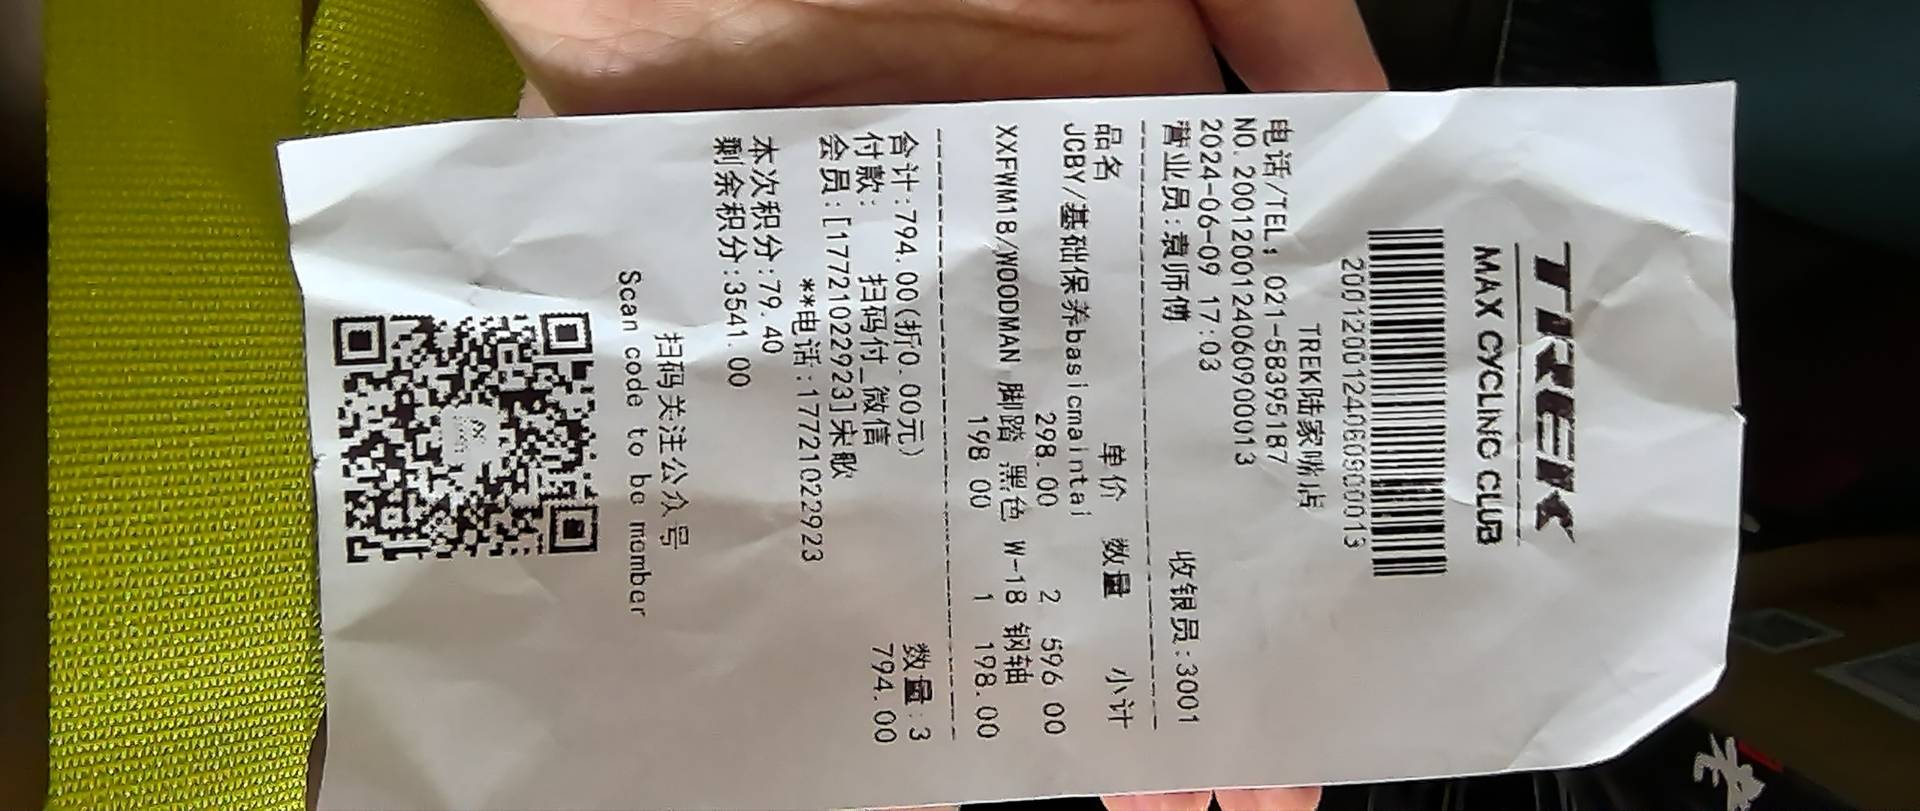 TREK
MAX CYCLING CLUB
20012001240609000013
TREK陆家嘴店
电话/TEL: 021-58395187
NO.20012001240609000013
2024-06-09 17:03
营业员:袁师傅 收银员:3001
品名 单价 数量 小计
JCBY/基础保养basicmaintai
298.00 2 596.00
XXFWM18/WOODMAN 脚踏 黑色 W-18 钢轴
198.00 1 198.00
合计:794.00(折0.00元) 数量:3
付款: 扫码付_微信 794.00
会员:[17721022923]宋歌
**电话:17721022923
本次积分:79.40
剩余积分:3541.00
扫码关注公众号
Scan code to be member